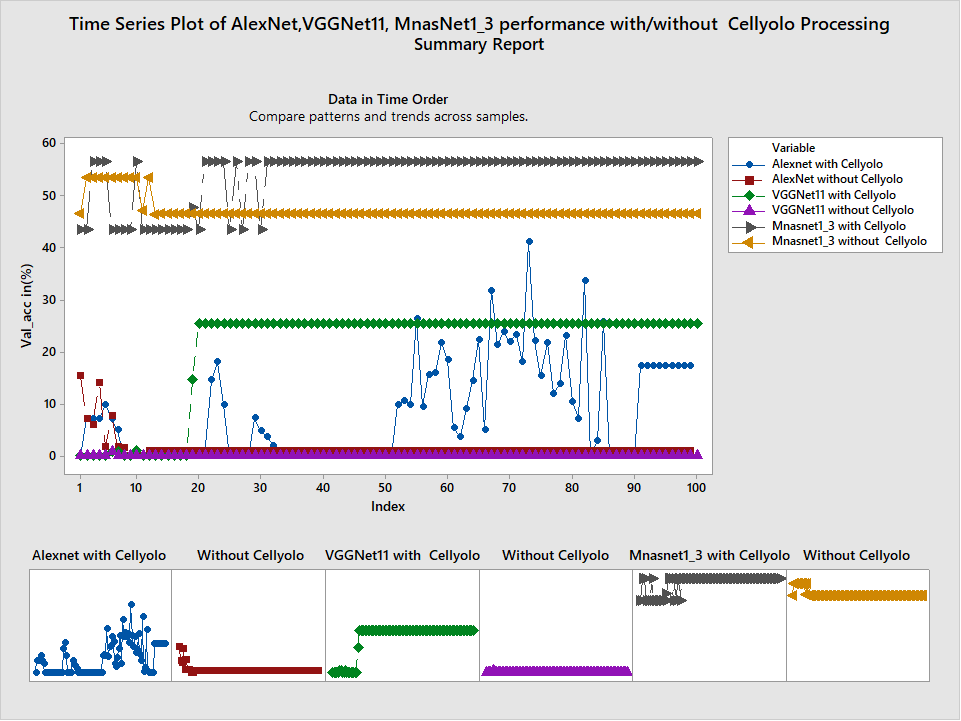 Time Series Plot of AlexNet,VGGNet11, MnasNet1_3 performance with/without  Cellyolo Processing
Summary Report
Data in Time Order
Compare patterns and trends across samples.
60
50
40
30
20
10
0
Val_acc in(%)
1 10 20 30 40 50 60 70 80 90 100
Index
Variable
Alexnet with Cellyolo
AlexNet without Cellyolo
VGGNet11 with Cellyolo
VGGNet11 without Cellyolo
Mnasnet1_3 with Cellyolo
Mnasnet1_3 without  Cellyolo
Alexnet with Cellyolo Without Cellyolo VGGNet11 with  Cellyolo Without Cellyolo Mnasnet1_3 with Cellyolo Without Cellyolo